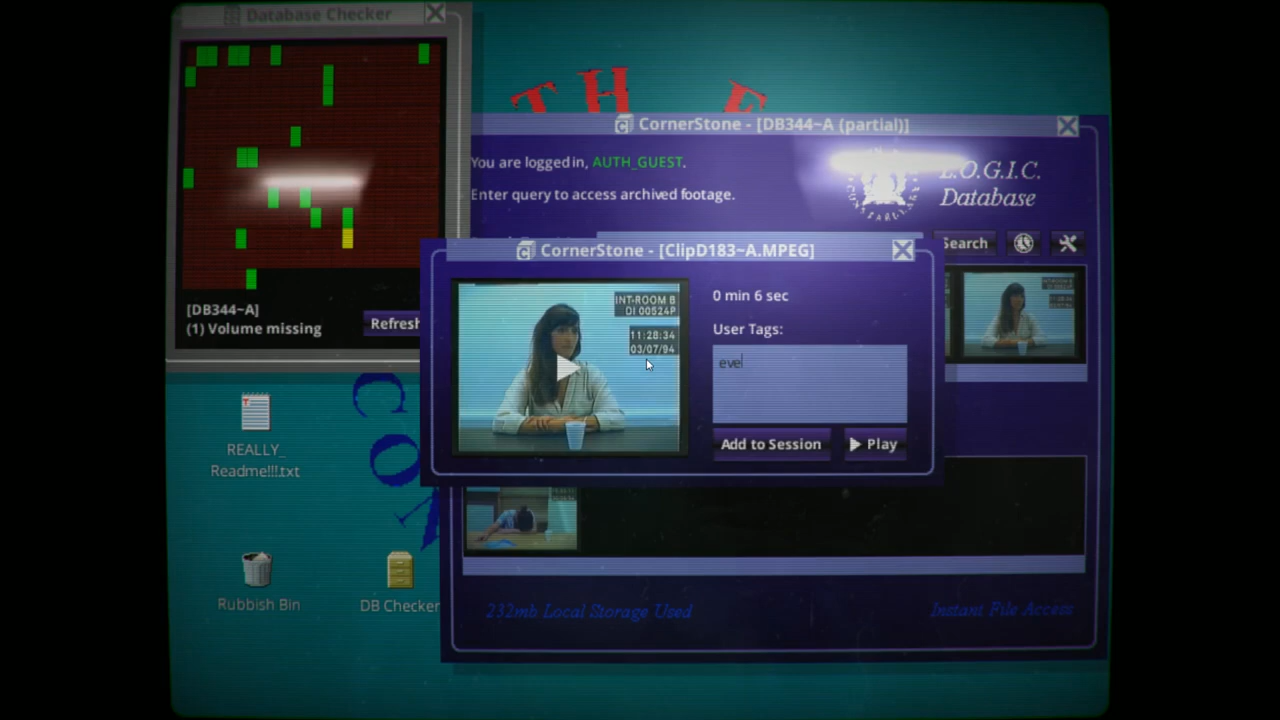 Database Checker
T H E
CornerStone - [DB344~A (partial)]
You are logged in, AUTH_GUEST.
Enter query to access archived footage.
L.O.G.I.C.
Database
Search
CornerStone - [ClipD183~A.MPEG]
INT-ROOM B
DI 00524P
11:28:34
03/07/94
0 min 6 sec
User Tags:
eve
Add to Session
Play
[DB344~A]
(1) Volume missing
Refresh
REALLY_
Readme!!!.txt
Rubbish Bin
DB Checker
232mb Local Storage Used
Instant File Access